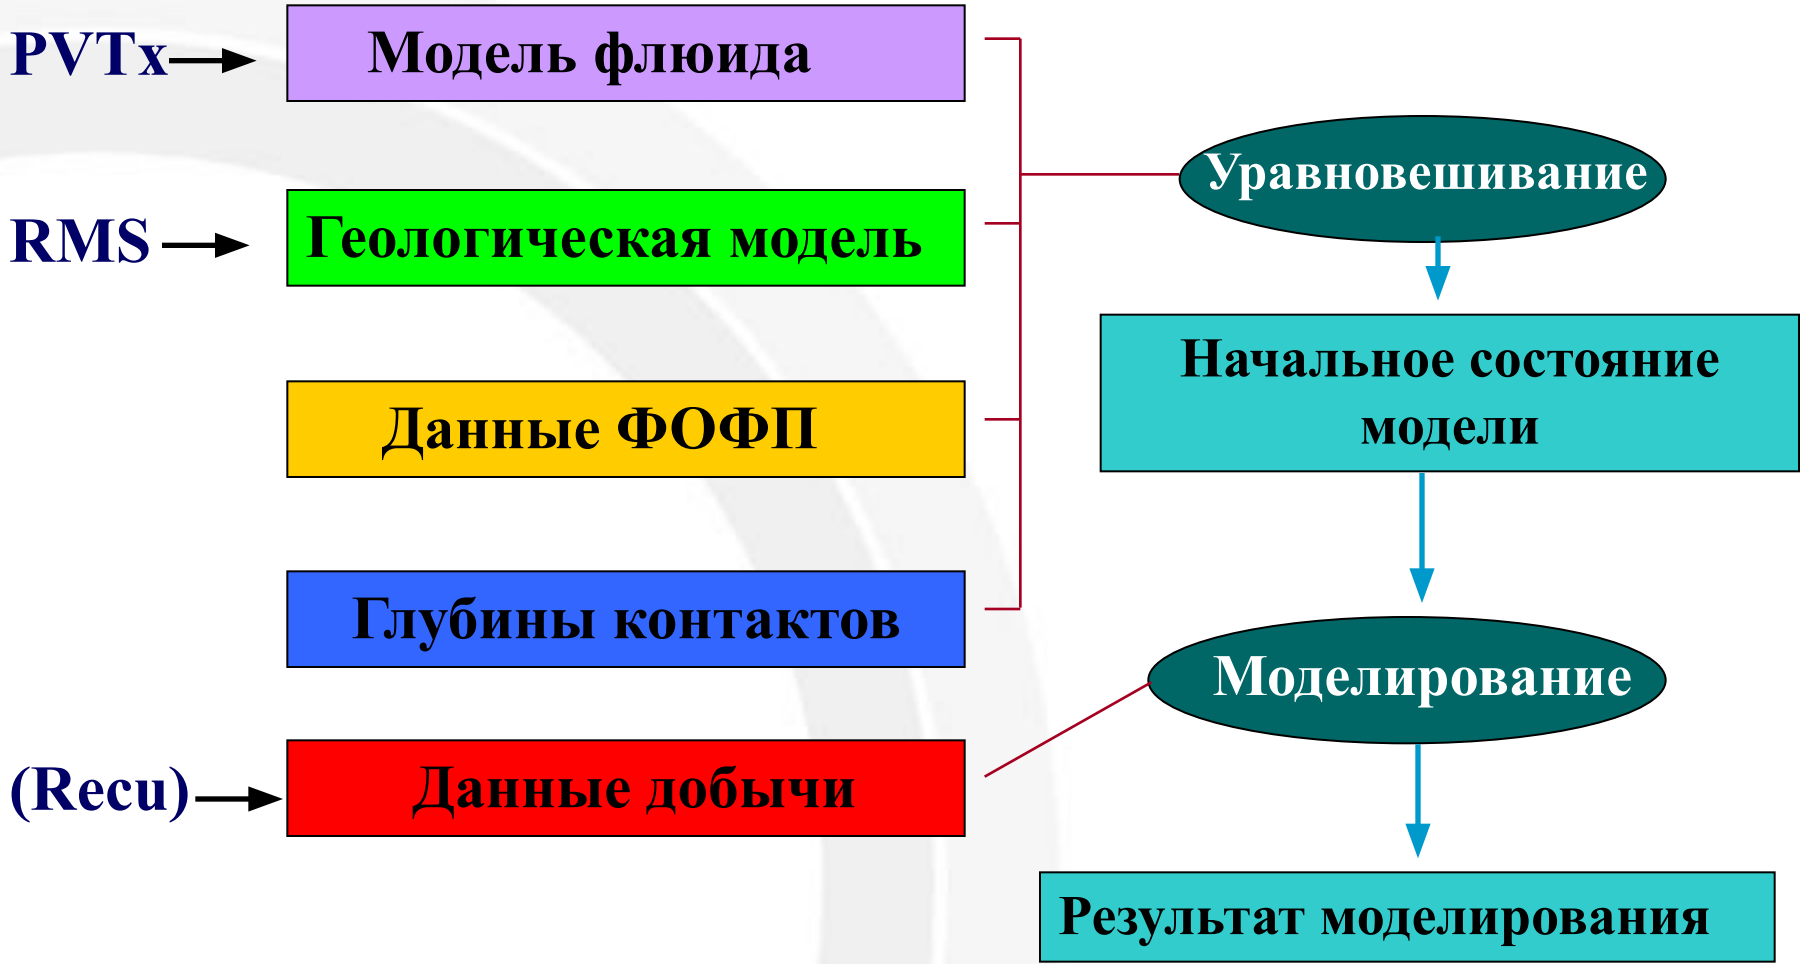 PVTx
Модель флюида
RMS
Геологическая модель
Данные ФОФП
Глубины контактов
(Recu)
Данные добычи
Уравновешивание
Начальное состояние
модели
Моделирование
Результат моделирования